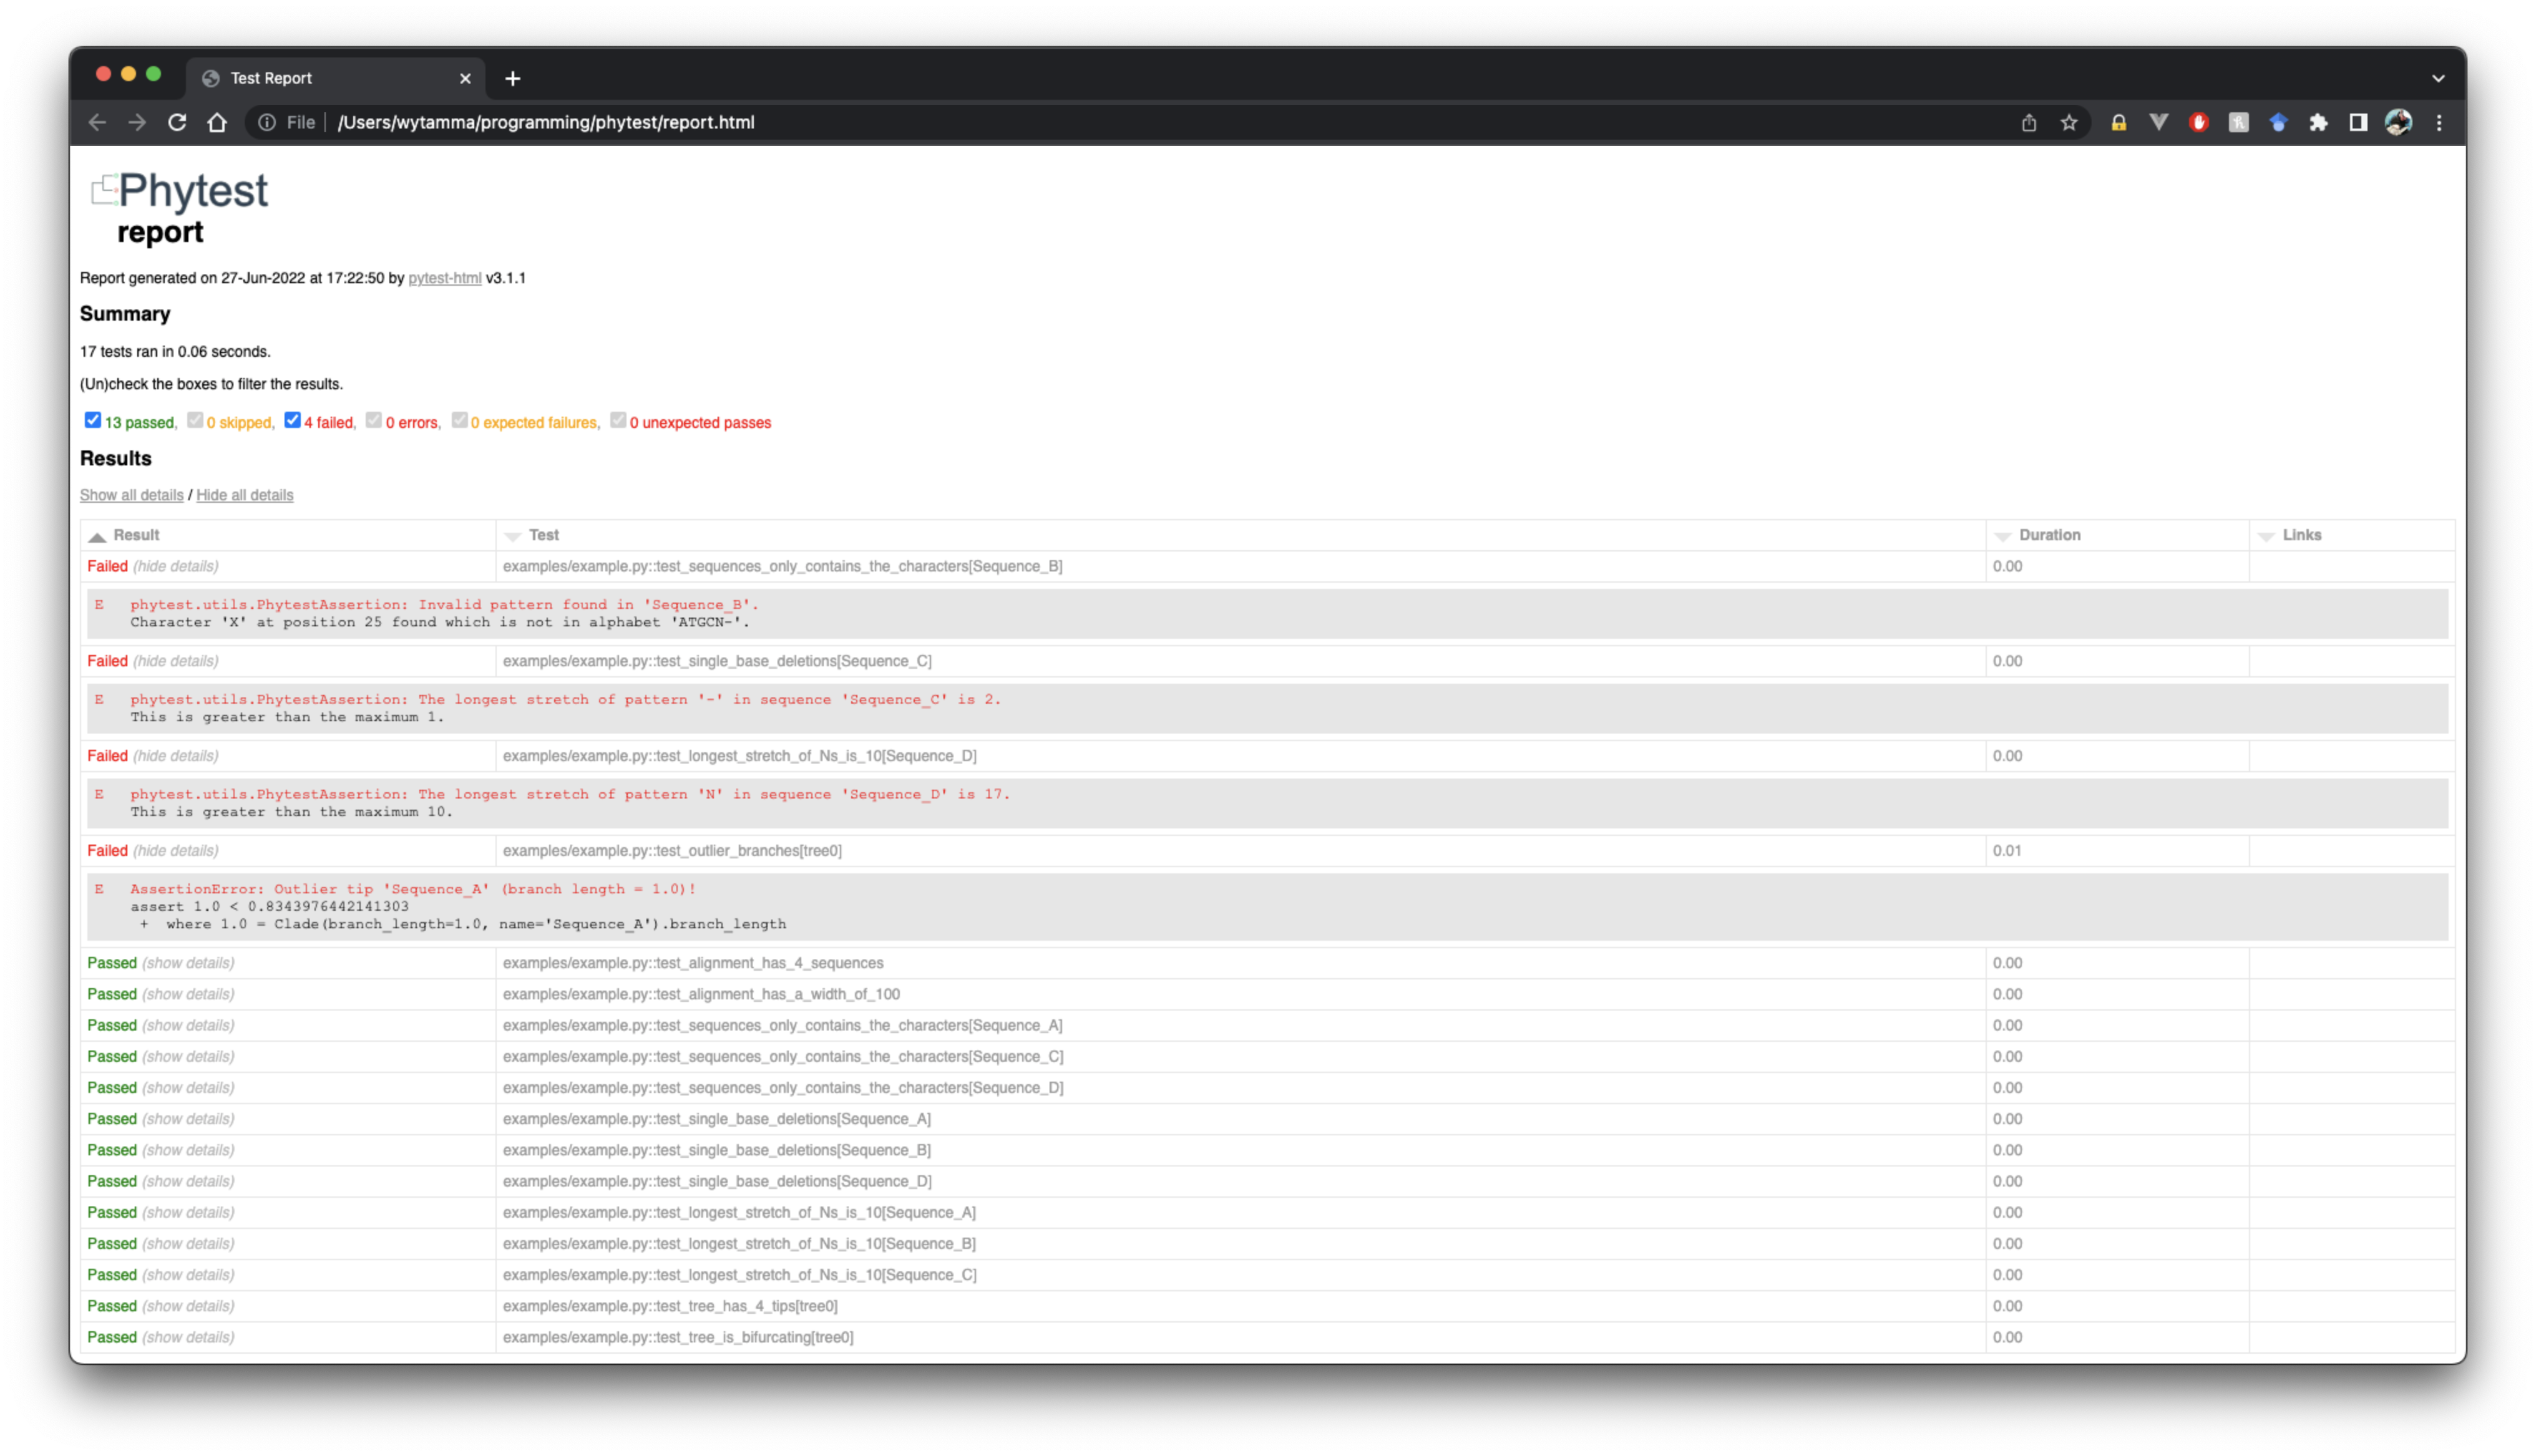 Test Report
File /Users/wytamma/programming/phytest/report.html
Phytest
report
Report generated on 27-Jun-2022 at 17:22:50 by pytest-html v3.1.1
Summary
17 tests ran in 0.06 seconds.
(Un)check the boxes to filter the results.
13 passed, 0 skipped, 4 failed, 0 errors, 0 expected failures, 0 unexpected passes
Results
Show all details / Hide all details
Result Test Duration Links
Failed (hide details) examples/example.py::test_sequences_only_contains_the_characters[Sequence_B] 0.00
E phytest.utils.PhytestAssertion: Invalid pattern found in 'Sequence_B'.
Character 'X' at position 25 found which is not in alphabet 'ATGCN-'.
Failed (hide details) examples/example.py::test_single_base_deletions[Sequence_C] 0.00
E phytest.utils.PhytestAssertion: The longest stretch of pattern '-' in sequence 'Sequence_C' is 2.
This is greater than the maximum 1.
Failed (hide details) examples/example.py::test_longest_stretch_of_Ns_is_10[Sequence_D] 0.00
E phytest.utils.PhytestAssertion: The longest stretch of pattern 'N' in sequence 'Sequence_D' is 17.
This is greater than the maximum 10.
Failed (hide details) examples/example.py::test_outlier_branches[tree0] 0.01
E AssertionError: Outlier tip 'Sequence_A' (branch length = 1.0)!
assert 1.0 < 0.8343976442141303
+ where 1.0 = Clade(branch_length=1.0, name='Sequence_A').branch_length
Passed (show details) examples/example.py::test_alignment_has_4_sequences 0.00
Passed (show details) examples/example.py::test_alignment_has_a_width_of_100 0.00
Passed (show details) examples/example.py::test_sequences_only_contains_the_characters[Sequence_A] 0.00
Passed (show details) examples/example.py::test_sequences_only_contains_the_characters[Sequence_C] 0.00
Passed (show details) examples/example.py::test_sequences_only_contains_the_characters[Sequence_D] 0.00
Passed (show details) examples/example.py::test_single_base_deletions[Sequence_A] 0.00
Passed (show details) examples/example.py::test_single_base_deletions[Sequence_B] 0.00
Passed (show details) examples/example.py::test_single_base_deletions[Sequence_D] 0.00
Passed (show details) examples/example.py::test_longest_stretch_of_Ns_is_10[Sequence_A] 0.00
Passed (show details) examples/example.py::test_longest_stretch_of_Ns_is_10[Sequence_B] 0.00
Passed (show details) examples/example.py::test_longest_stretch_of_Ns_is_10[Sequence_C] 0.00
Passed (show details) examples/example.py::test_tree_has_4_tips[tree0] 0.00
Passed (show details) examples/example.py::test_tree_is_bifurcating[tree0] 0.00